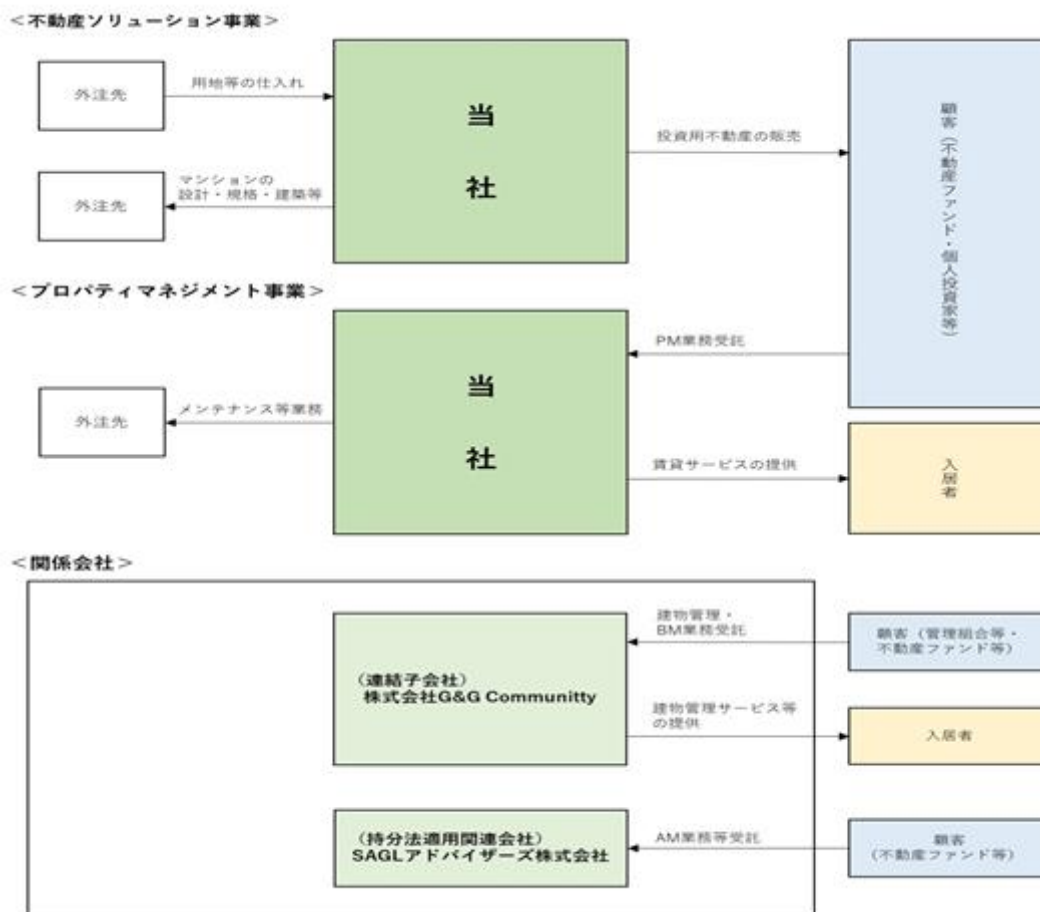 ＜不動産ソリューション事業＞
外注先
用地等の仕入れ
当
社
投資用不動産の販売
顧客（不動産ファンド・個人投資家等）
外注先
マンションの
設計・規格・建築等
＜プロパティマネジメント事業＞
当
社
PM業務受託
外注先
メンテナンス等業務
賃貸サービスの提供
入居者
＜関係会社＞
（連結子会社）
株式会社G&G Communitty
建物管理・
BM業務受託
顧客（管理組合等・
不動産ファンド等）
建物管理サービス等
の提供
入居者
（持分法適用関連会社）
SAGLアドバイザーズ株式会社
AM業務等受託
顧客
（不動産ファンド等）